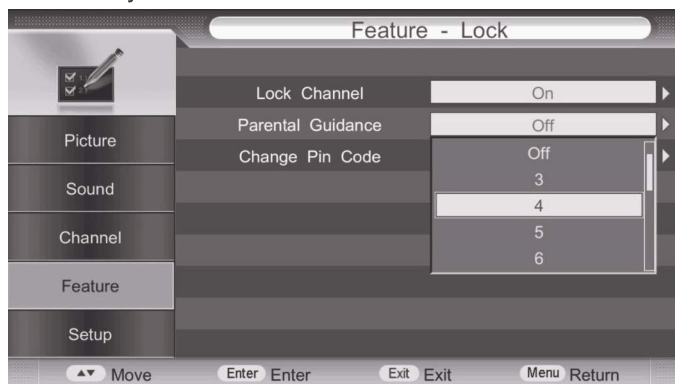 Feature - Lock
Lock Channel On
Parental Guidance Off
Change Pin Code
Off
3
4
5
6
Picture
Sound
Channel
Feature
Setup
Move Enter Enter Exit Exit Menu Return